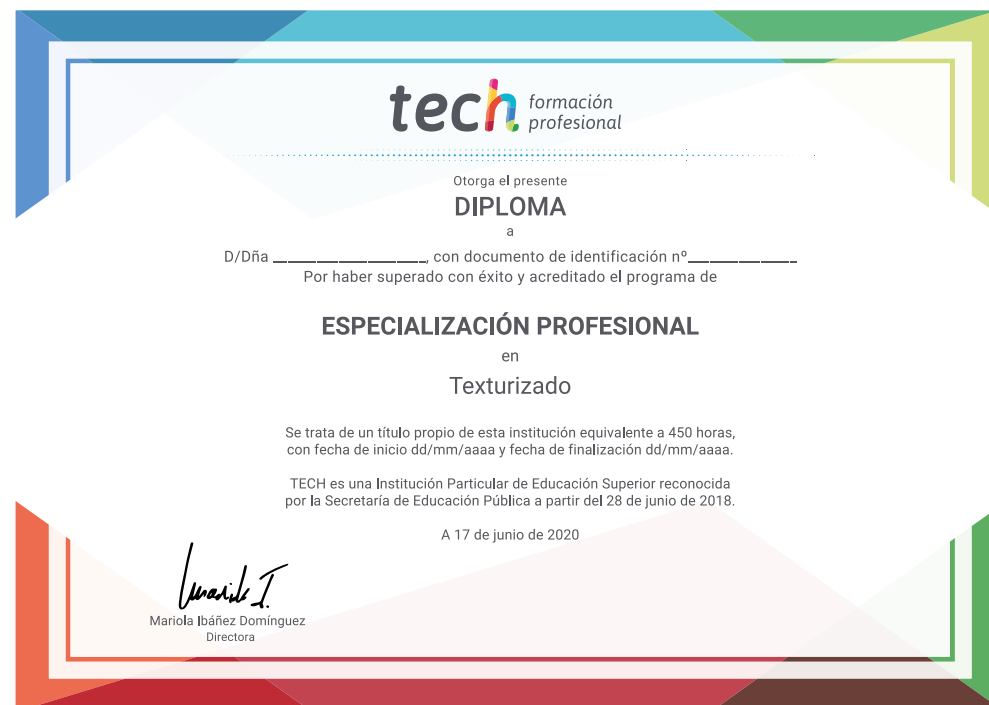 tech formación
profesional
Otorga el presente
DIPLOMA
a
D/Dña ____________________, con documento de identificación nº______________
Por haber superado con éxito y acreditado el programa de
ESPECIALIZACIÓN PROFESIONAL
en
Texturizado
Se trata de un título propio de esta institución equivalente a 450 horas,
con fecha de inicio dd/mm/aaaa y fecha de finalización dd/mm/aaaa.
TECH es una Institución Particular de Educación Superior reconocida
por la Secretaría de Educación Pública a partir del 28 de junio de 2018.
A 17 de junio de 2020
Mariola Ibáñez Domínguez
Directora